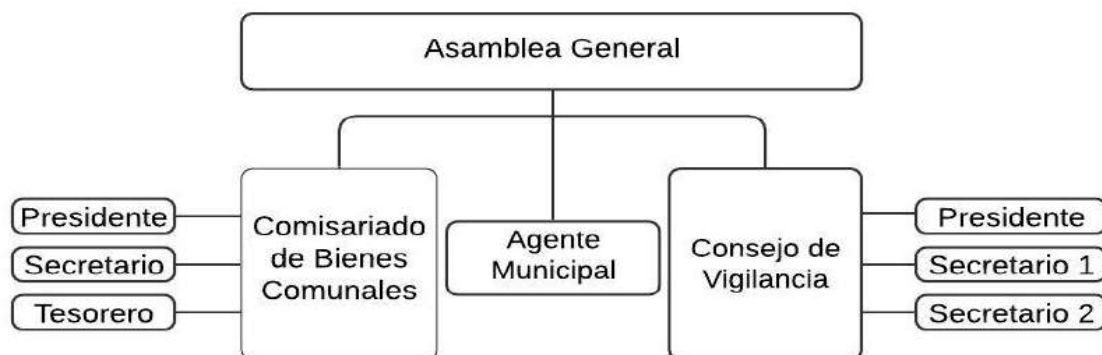 Asamblea General
Presidente
Secretario
Tesorero
Comisariado
de Bienes
Comunales
Agente
Municipal
Consejo de
Vigilancia
Presidente
Secretario 1
Secretario 2